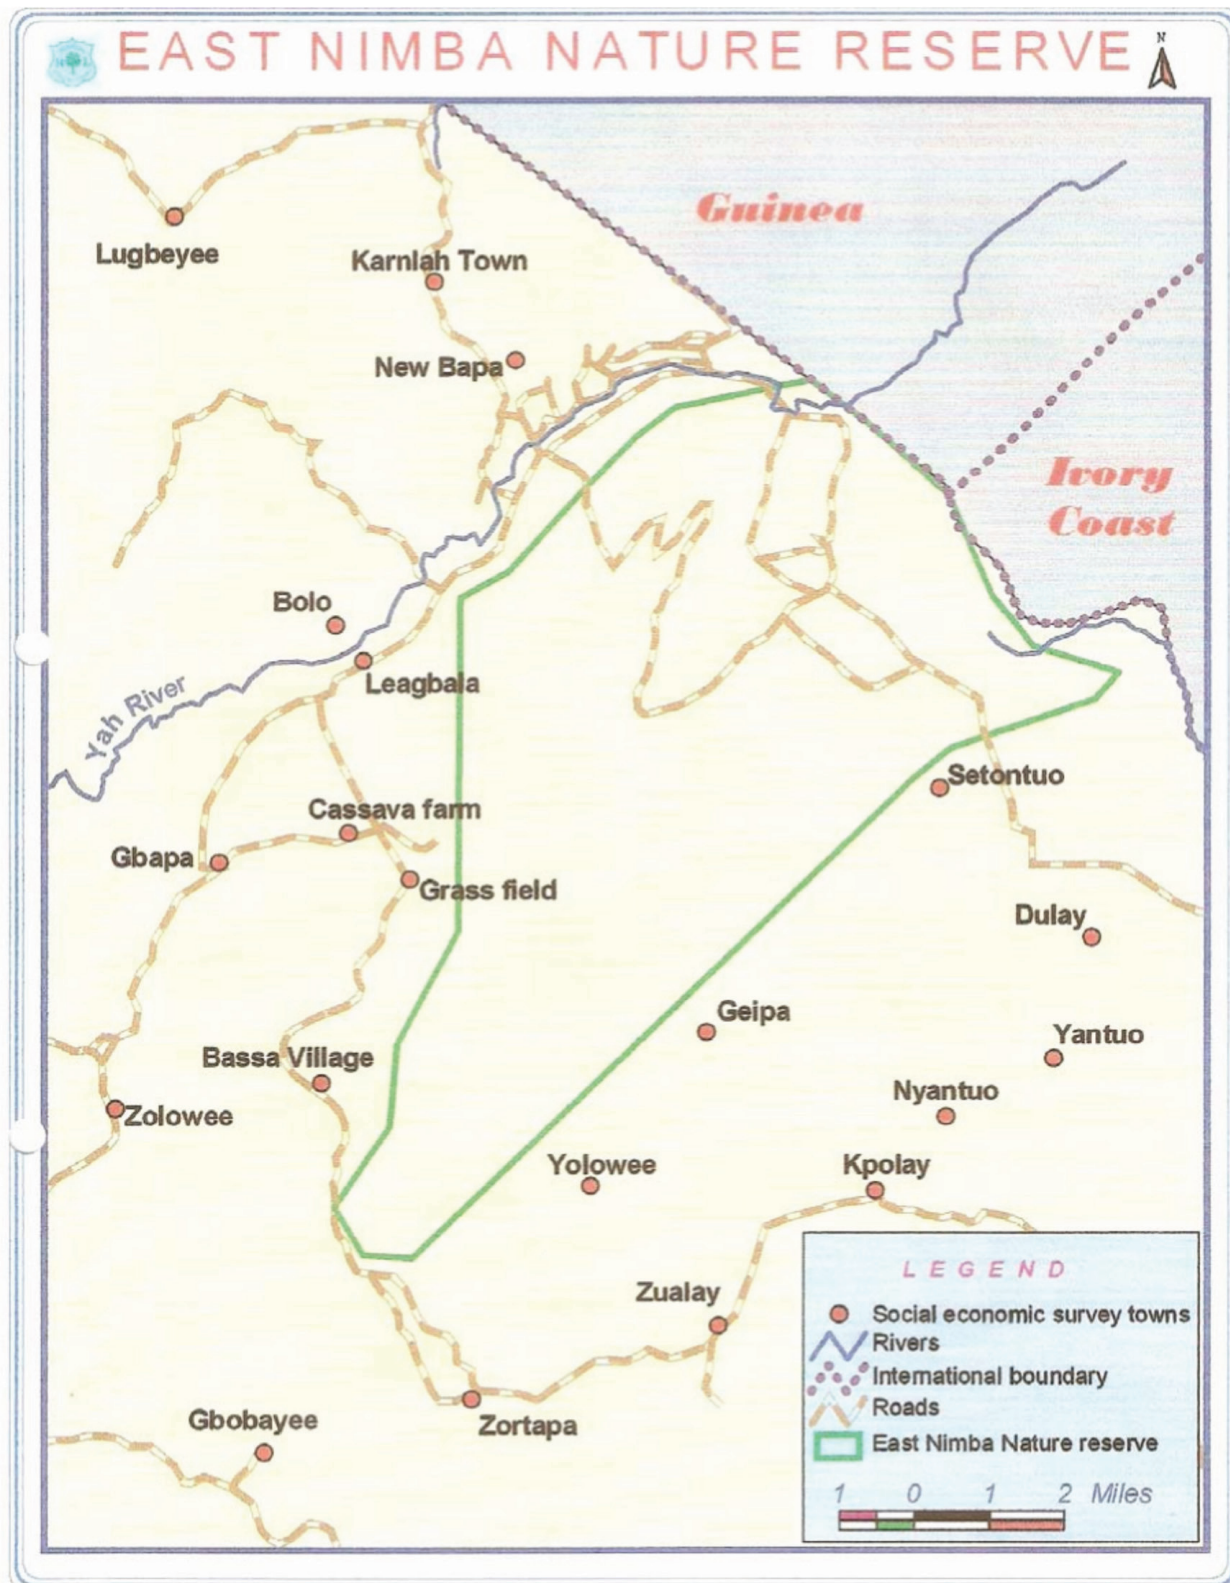 EAST NIMBA NATURE RESERVE
N
Guinea
Lugbeyee
Karnlah Town
New Bapa
Ivory
Coast
Bolo
Leagbala
Yah River
Setontuo
Cassava farm
Gbapa
Grass field
Dulay
Geipa
Yantuo
Bassa Village
Nyantuo
Zolowee
Yolowee
Kpolay
Zualay
Gbobayee
Zortapa
LEGEND
Social economic survey towns
Rivers
International boundary
Roads
East Nimba Nature reserve
1 0 1 2 Miles